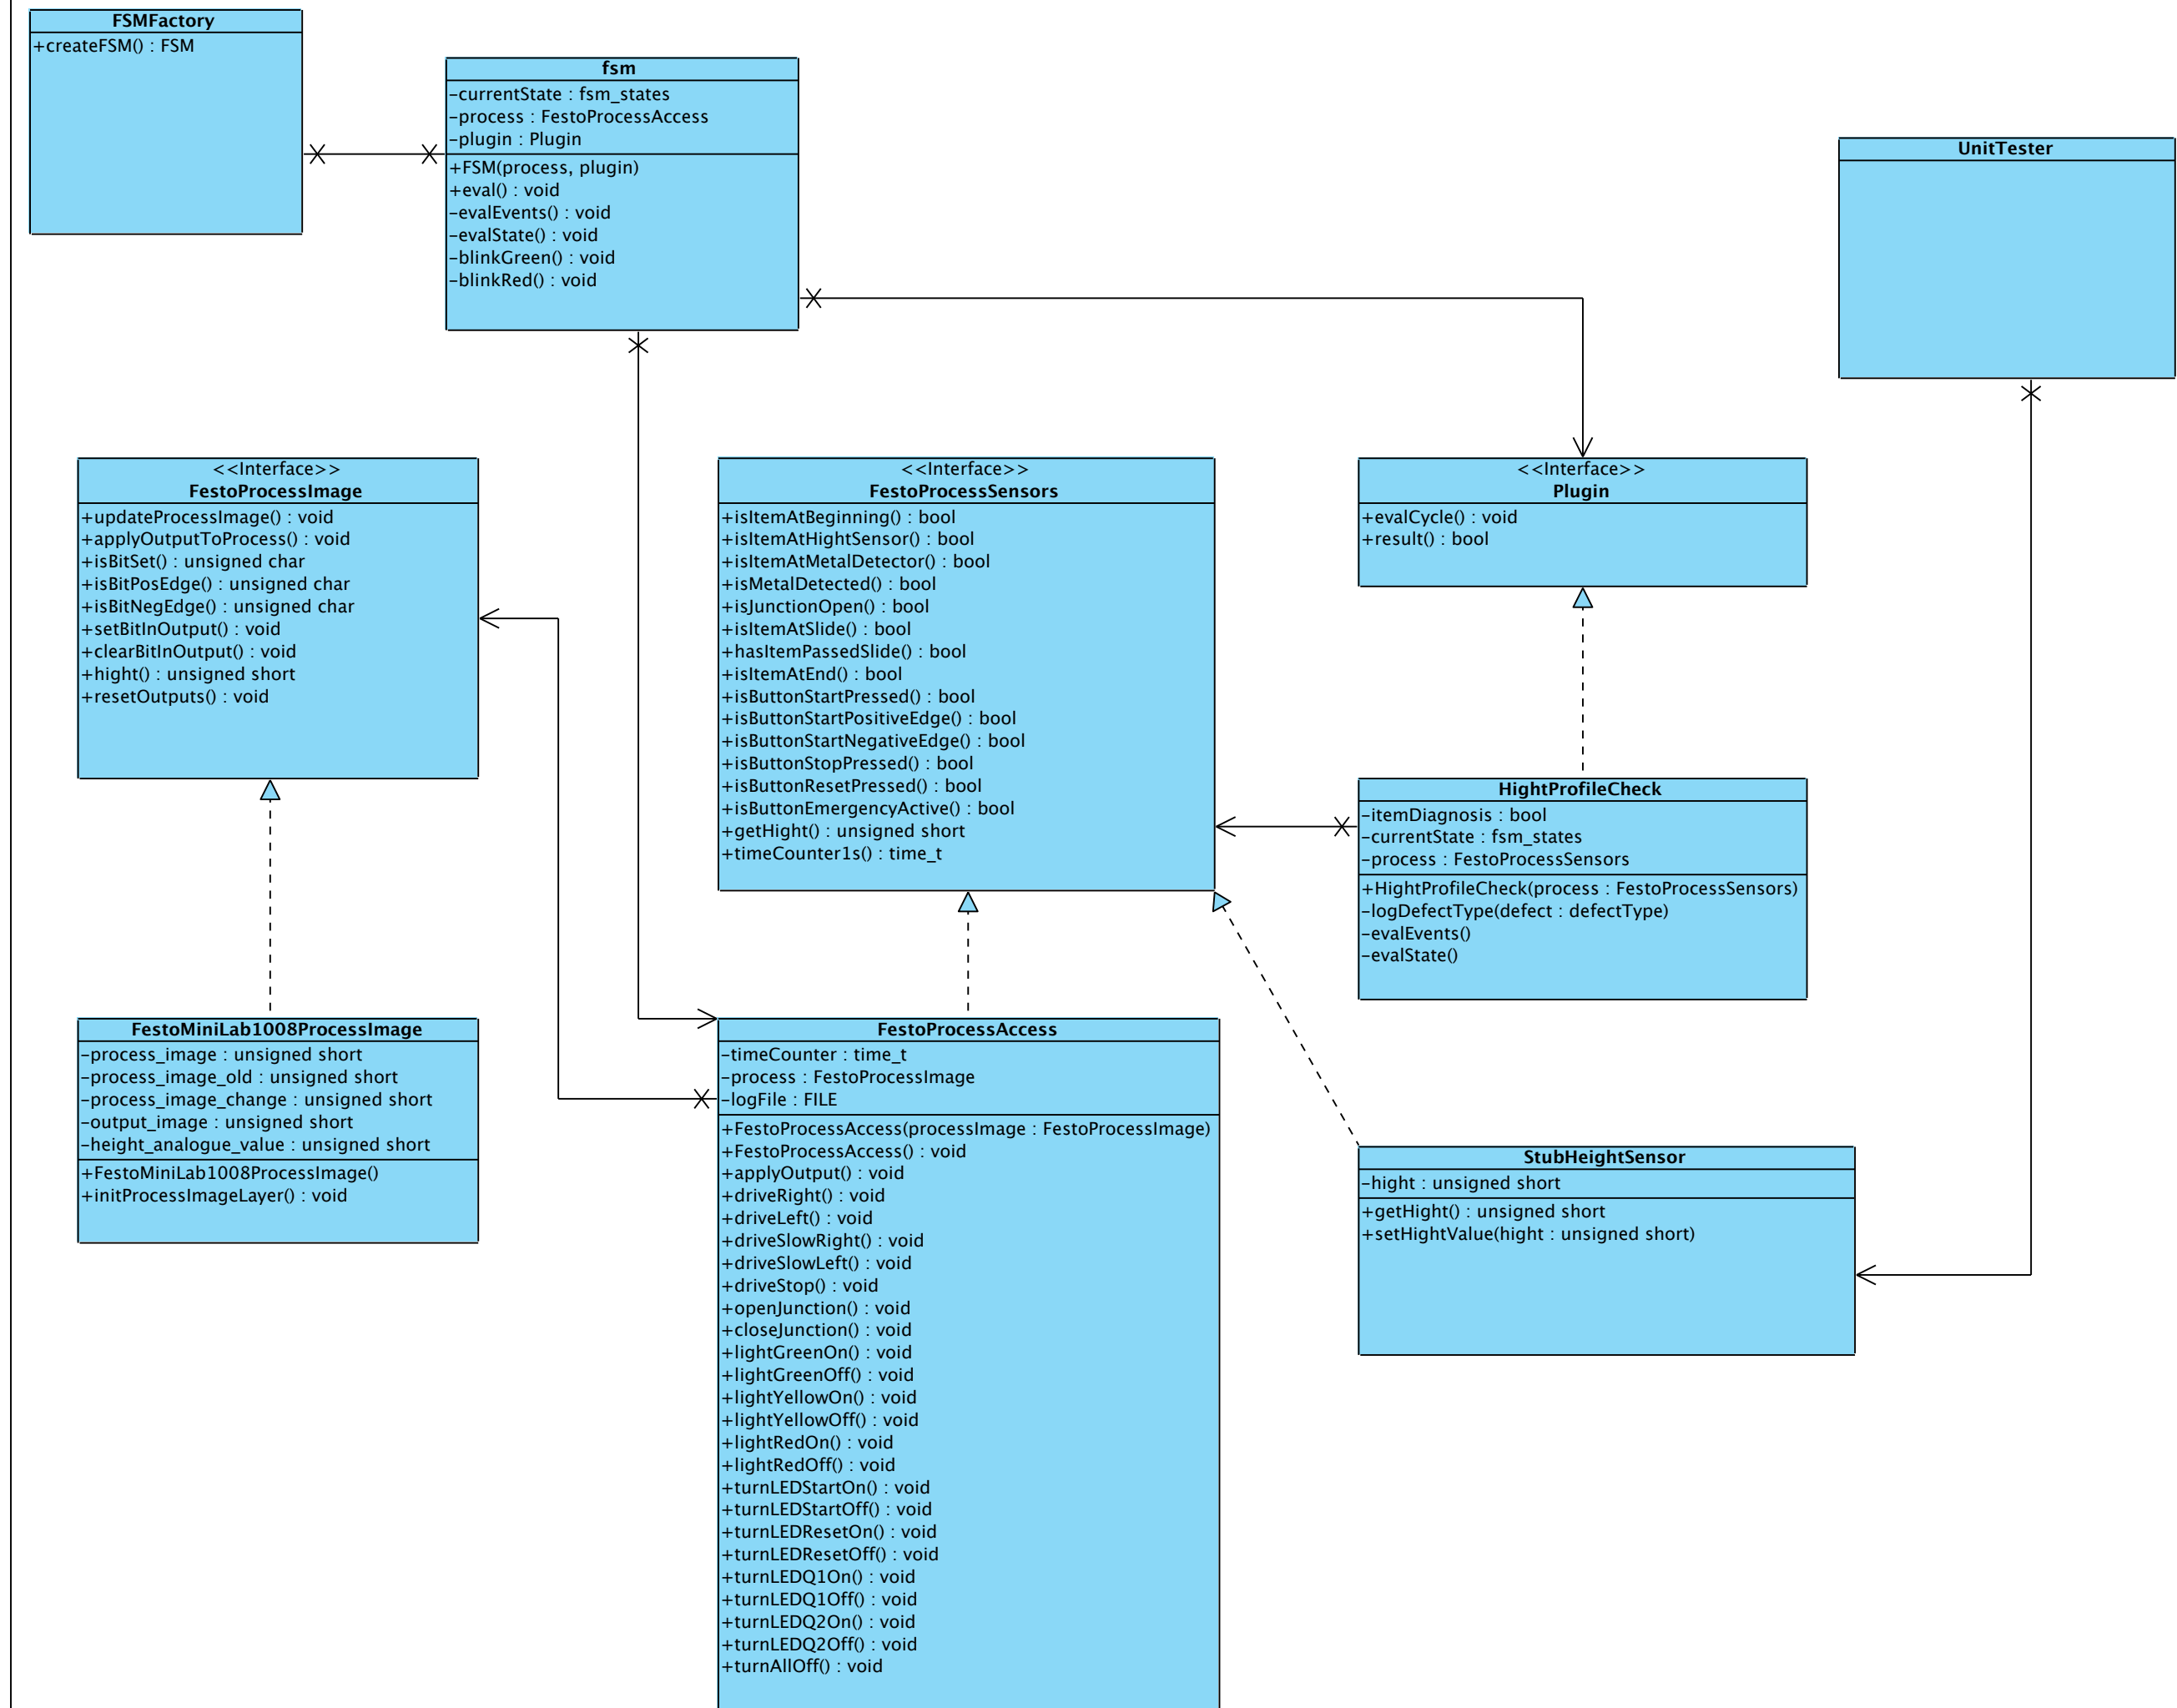 FSMFactory
+createFSM() : FSM
fsm
-currentState : fsm_states
-process : FestoProcessAccess
-plugin : Plugin
+FSM(process, plugin)
+eval() : void
-evalEvents() : void
-evalState() : void
-blinkGreen() : void
-blinkRed() : void
UnitTester
<<Interface>>
FestoProcessImage
+updateProcessImage() : void
+applyOutputToProcess() : void
+isBitSet() : unsigned char
+isBitPosEdge() : unsigned char
+isBitNegEdge() : unsigned char
+setBitInOutput() : void
+clearBitInOutput() : void
+hight() : unsigned short
+resetOutputs() : void
<<Interface>>
FestoProcessSensors
+isItemAtBeginning() : bool
+isItemAtHightSensor() : bool
+isItemAtMetalDetector() : bool
+isMetalDetected() : bool
+isJunctionOpen() : bool
+isItemAtSlide() : bool
+hasItemPassedSlide() : bool
+isItemAtEnd() : bool
+isButtonStartPressed() : bool
+isButtonStartPositiveEdge() : bool
+isButtonStartNegativeEdge() : bool
+isButtonStopPressed() : bool
+isButtonResetPressed() : bool
+isButtonEmergencyActive() : bool
+getHight() : unsigned short
+timeCounter1s() : time_t
<<Interface>>
Plugin
+evalCycle() : void
+result() : bool
HightProfileCheck
-itemDiagnosis : bool
-currentState : fsm_states
-process : FestoProcessSensors
+HightProfileCheck(process : FestoProcessSensors)
-logDefectType(defect : defectType)
-evalEvents()
-evalState()
FestoMiniLab1008ProcessImage
-process_image : unsigned short
-process_image_old : unsigned short
-process_image_change : unsigned short
-output_image : unsigned short
-height_analogue_value : unsigned short
+FestoMiniLab1008ProcessImage()
+initProcessImageLayer() : void
FestoProcessAccess
-timeCounter : time_t
-process : FestoProcessImage
-logFile : FILE
+FestoProcessAccess(processImage : FestoProcessImage)
+FestoProcessAccess() : void
+applyOutput() : void
+driveRight() : void
+driveLeft() : void
+driveSlowRight() : void
+driveSlowLeft() : void
+driveStop() : void
+openJunction() : void
+closeJunction() : void
+lightGreenOn() : void
+lightGreenOff() : void
+lightYellowOn() : void
+lightYellowOff() : void
+lightRedOn() : void
+lightRedOff() : void
+turnLEDStartOn() : void
+turnLEDStartOff() : void
+turnLEDResetOn() : void
+turnLEDResetOff() : void
+turnLEDQ1On() : void
+turnLEDQ1Off() : void
+turnLEDQ2On() : void
+turnLEDQ2Off() : void
+turnAllOff() : void
StubHeightSensor
-hight : unsigned short
+getHight() : unsigned short
+setHightValue(hight : unsigned short)